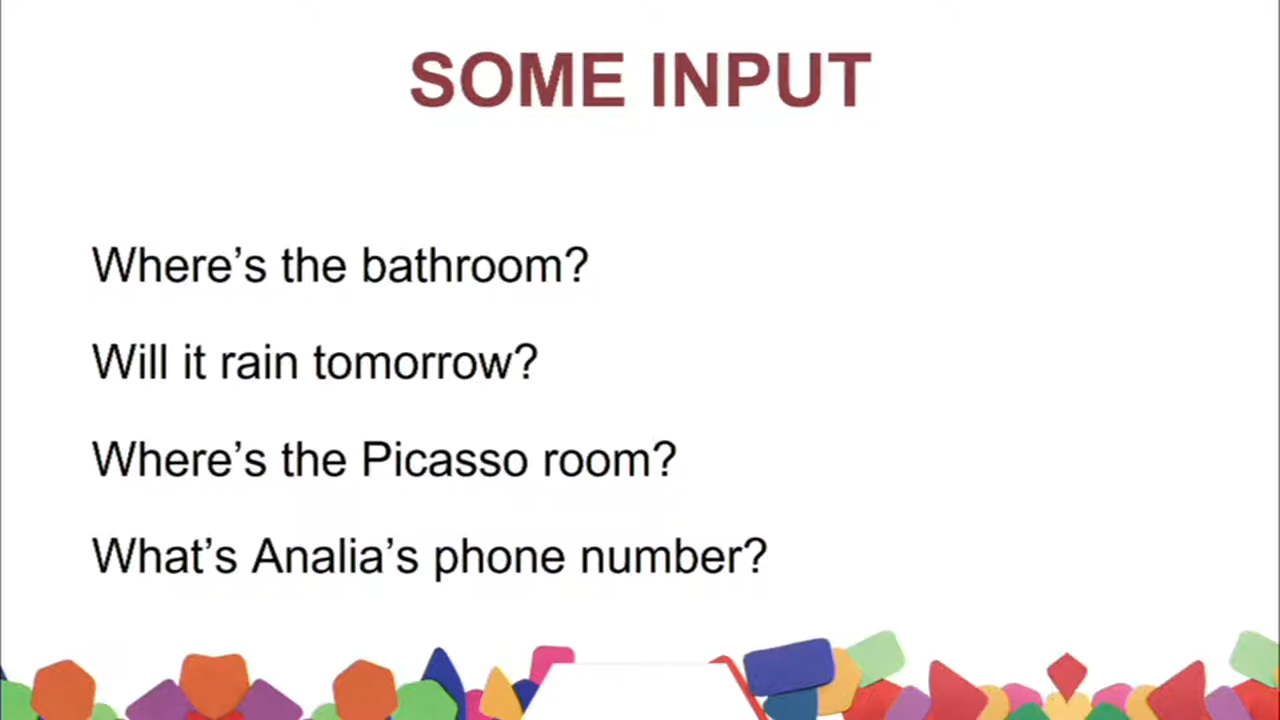 SOME INPUT
Where’s the bathroom?
Will it rain tomorrow?
Where’s the Picasso room?
What’s Analia’s phone number?